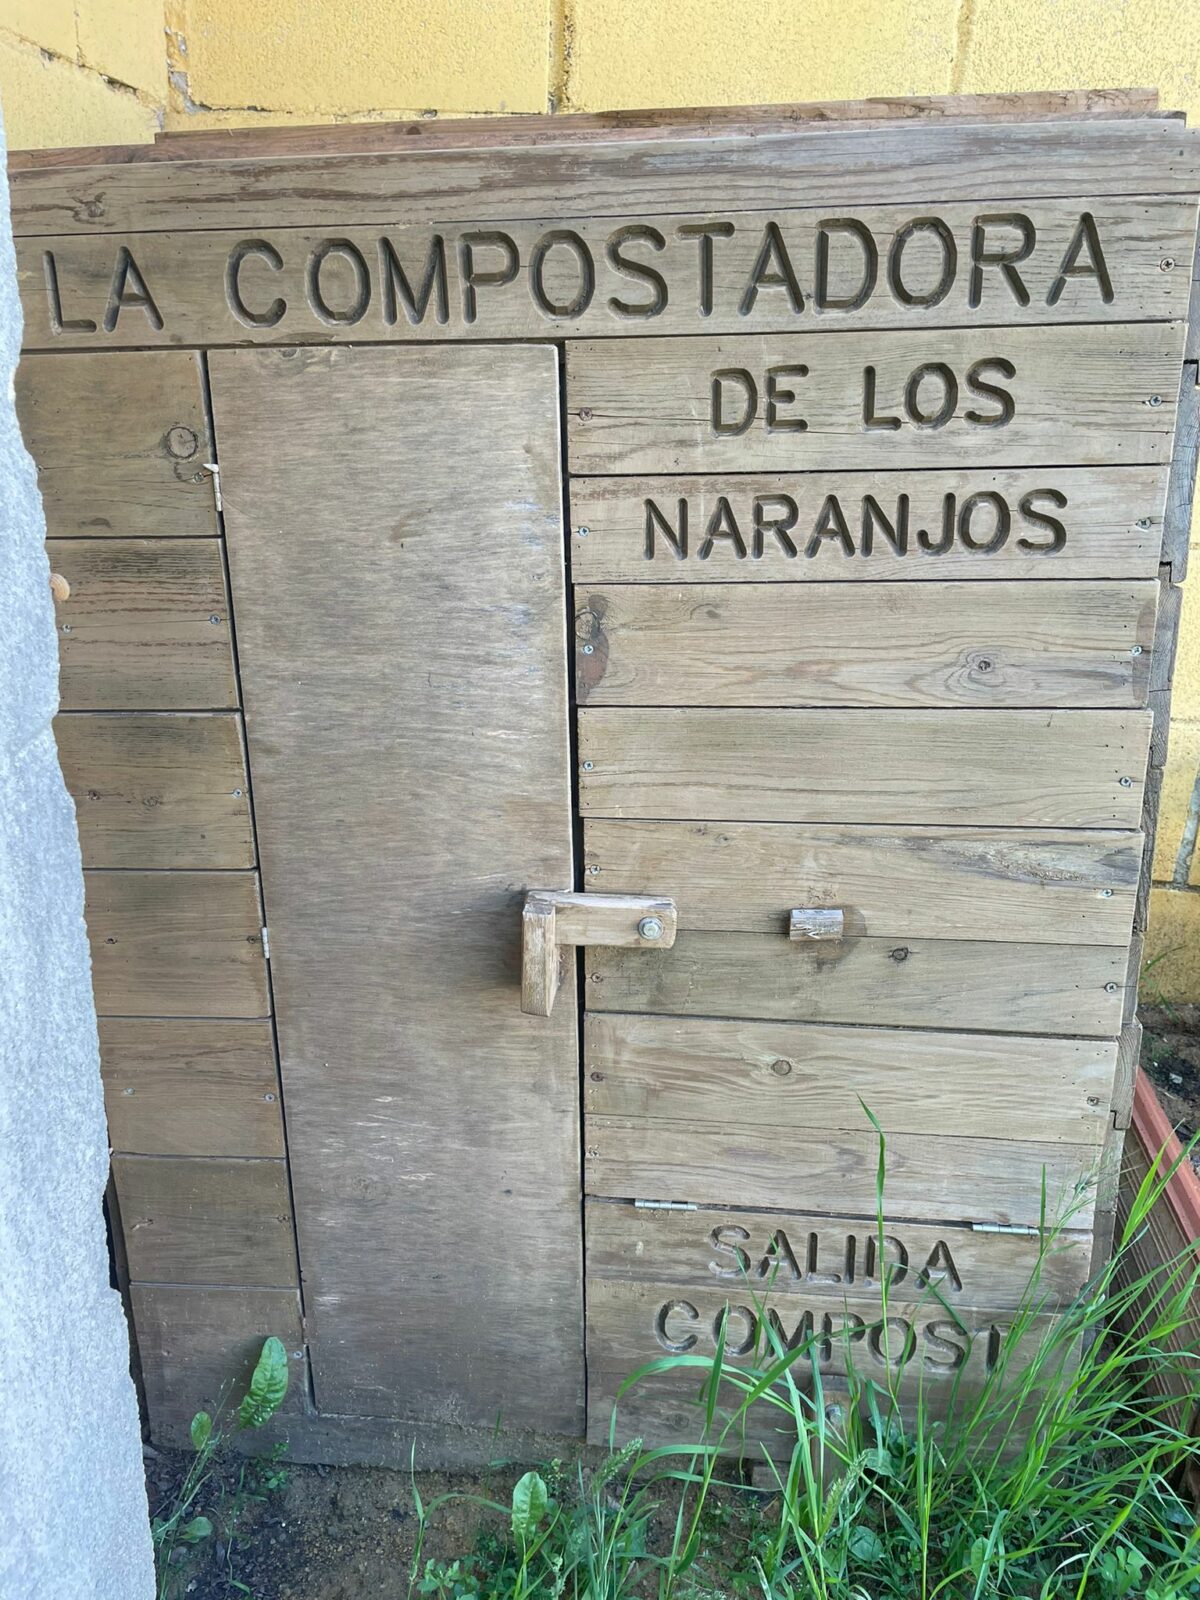 LA COMPOSTADORA
DE LOS
NARANJOS
SALIDA
COMPOST